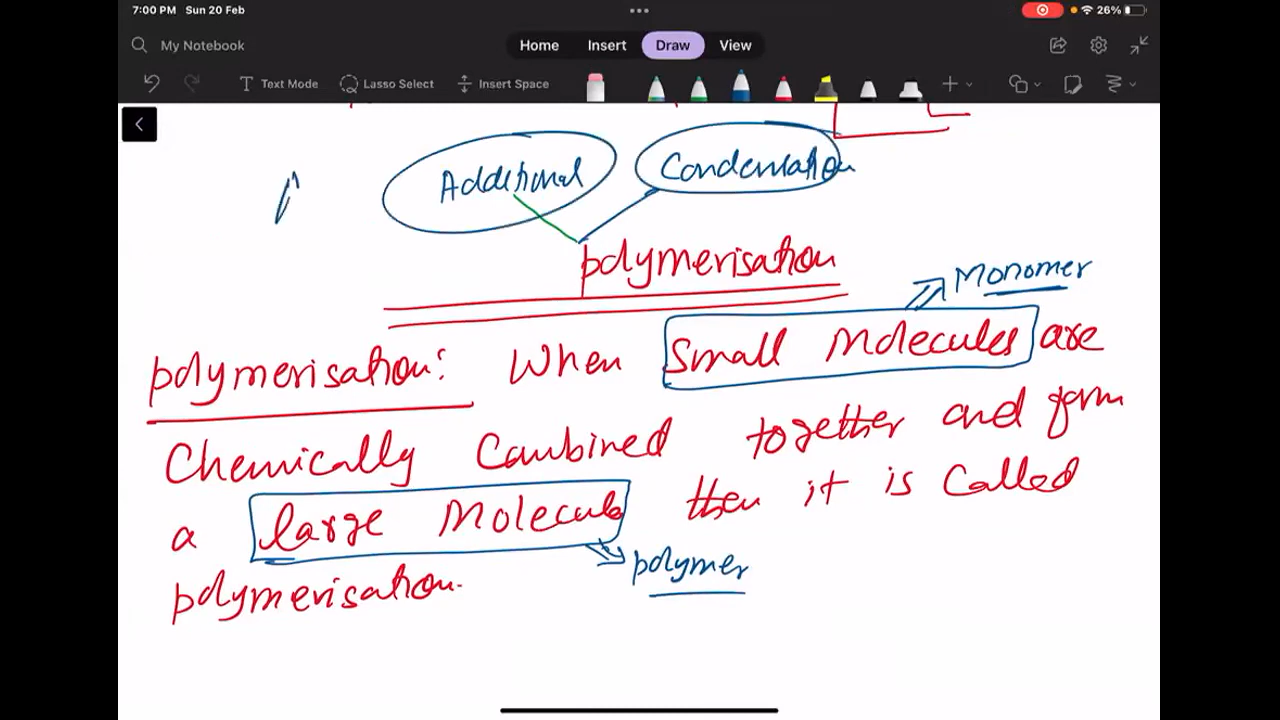 7:00 PM Sun 20 Feb
26%
My Notebook
Home Insert Draw View
Text Mode Lasso Select Insert Space
Additional Condensation
polymerisation
Monomer
polymerisation: When Small Molecules are
Chemically Combined together and form
a large Molecule then it is Called
polymer
polymerisation.